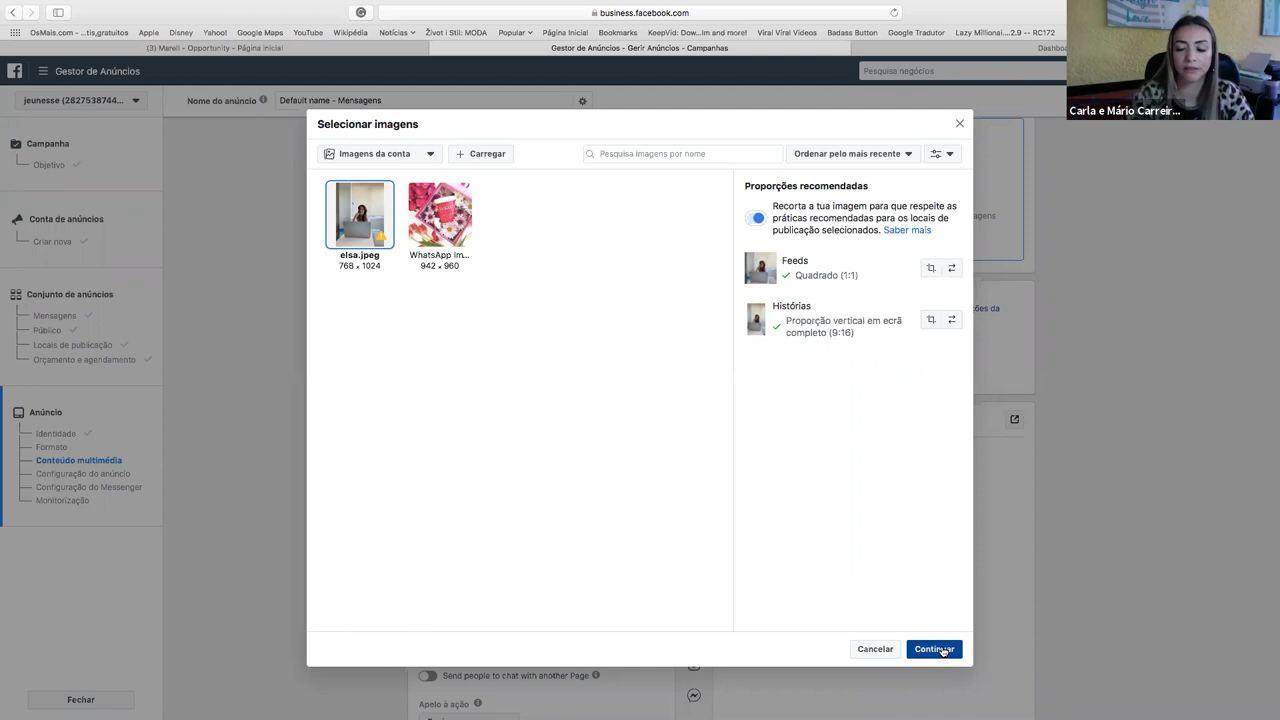 business.facebook.com
OsMais.com - ...tis,gratuitos Apple Disney Yahoo! Google Maps YouTube Wikipédia Notícias Život i Stil: MODA Popular Página Inicial Bookmarks KeepVid: Dow...im and more! Viral Viral Videos Badass Button Google Tradutor Lazy Millionai....2.9 -- RC172
(3) Mareil - Opportunity - Página inicial
Gestor de Anúncios - Gerir Anúncios - Campanhas
Dashboa
Gestor de Anúncios
Pesquisa negócios
jeunesse (2827538744...
Nome do anúncio
Default name - Mensagens
Carla e Mário Carreir...
Campanha
Objetivo
Conta de anúncios
Criar nova
Conjunto de anúncios
Mensagens
Público
Locais de publicação
Orçamento e agendamento
Anúncio
Identidade
Formato
Conteúdo multimédia
Configuração do anúncio
Configuração do Messenger
Monitorização
Fechar
Selecionar imagens
Imagens da conta
Carregar
Pesquisa imagens por nome
Ordenar pelo mais recente
elsa.jpeg
768 × 1024
WhatsApp Im...
942 × 960
Proporções recomendadas
Recorta a tua imagem para que respeite as
práticas recomendadas para os locais de
publicação selecionados. Saber mais
Feeds
Quadrado (1:1)
Histórias
Proporção vertical em ecrã
completo (9:16)
Cancelar
Continuar
agens
ões da
Send people to chat with another Page
Apelo à ação